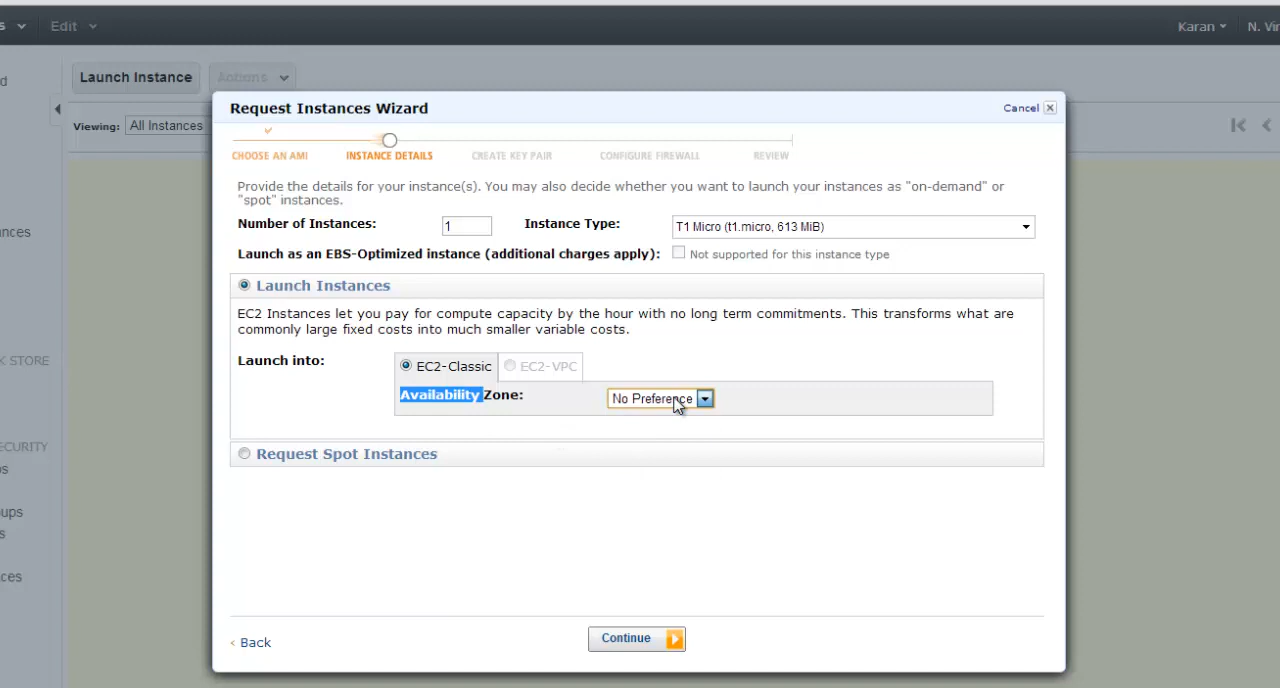 s Edit Karan N. Vir
d Launch Instance Actions
Viewing: All Instances
nces
K STORE
ECURITY
s
ups
s
ces
Request Instances Wizard Cancel
CHOOSE AN AMI INSTANCE DETAILS CREATE KEY PAIR CONFIGURE FIREWALL REVIEW
Provide the details for your instance(s). You may also decide whether you want to launch your instances as "on-demand" or
"spot" instances.
Number of Instances: 1 Instance Type: T1 Micro (t1.micro, 613 MiB)
Launch as an EBS-Optimized instance (additional charges apply): Not supported for this instance type
Launch Instances
EC2 Instances let you pay for compute capacity by the hour with no long term commitments. This transforms what are
commonly large fixed costs into much smaller variable costs.
Launch into: EC2-Classic EC2-VPC
Availability Zone: No Preference
Request Spot Instances
< Back Continue